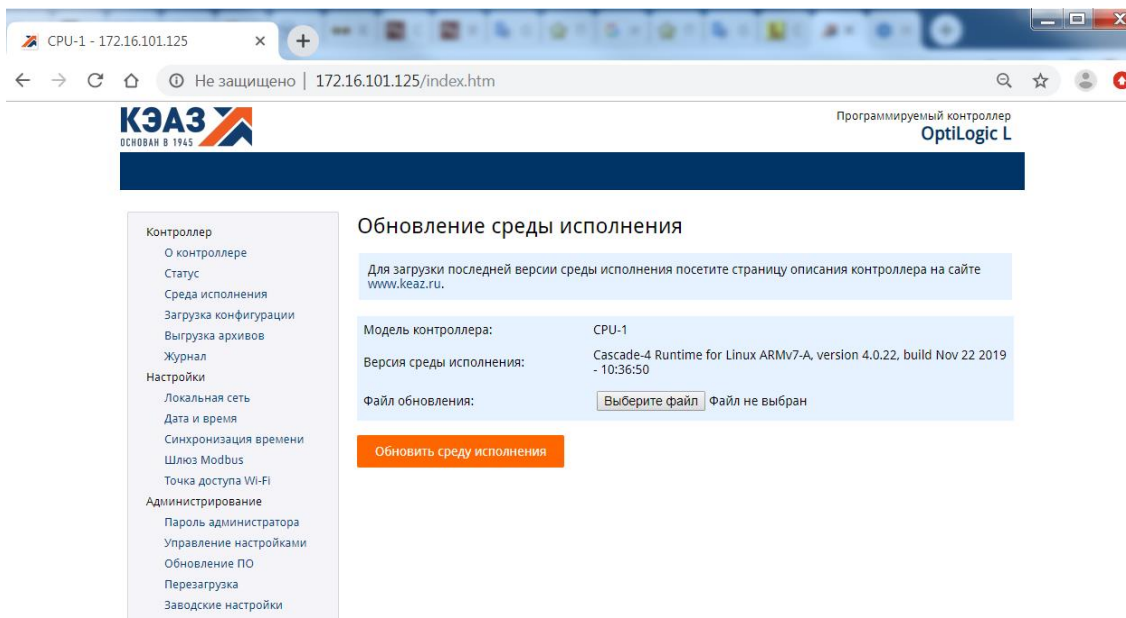 CPU-1 - 172.16.101.125
Не защищено | 172.16.101.125/index.htm
КЭАЗ
ОСНОВАН В 1945
Программируемый контроллер
OptiLogic L
Контроллер
О контроллере
Статус
Среда исполнения
Загрузка конфигурации
Выгрузка архивов
Журнал
Настройки
Локальная сеть
Дата и время
Синхронизация времени
Шлюз Modbus
Точка доступа Wi-Fi
Администрирование
Пароль администратора
Управление настройками
Обновление ПО
Перезагрузка
Заводские настройки
Обновление среды исполнения
Для загрузки последней версии среды исполнения посетите страницу описания контроллера на сайте
www.keaz.ru.
Модель контроллера: CPU-1
Версия среды исполнения: Cascade-4 Runtime for Linux ARMv7-A, version 4.0.22, build Nov 22 2019
- 10:36:50
Файл обновления: Выберите файл Файл не выбран
Обновить среду исполнения